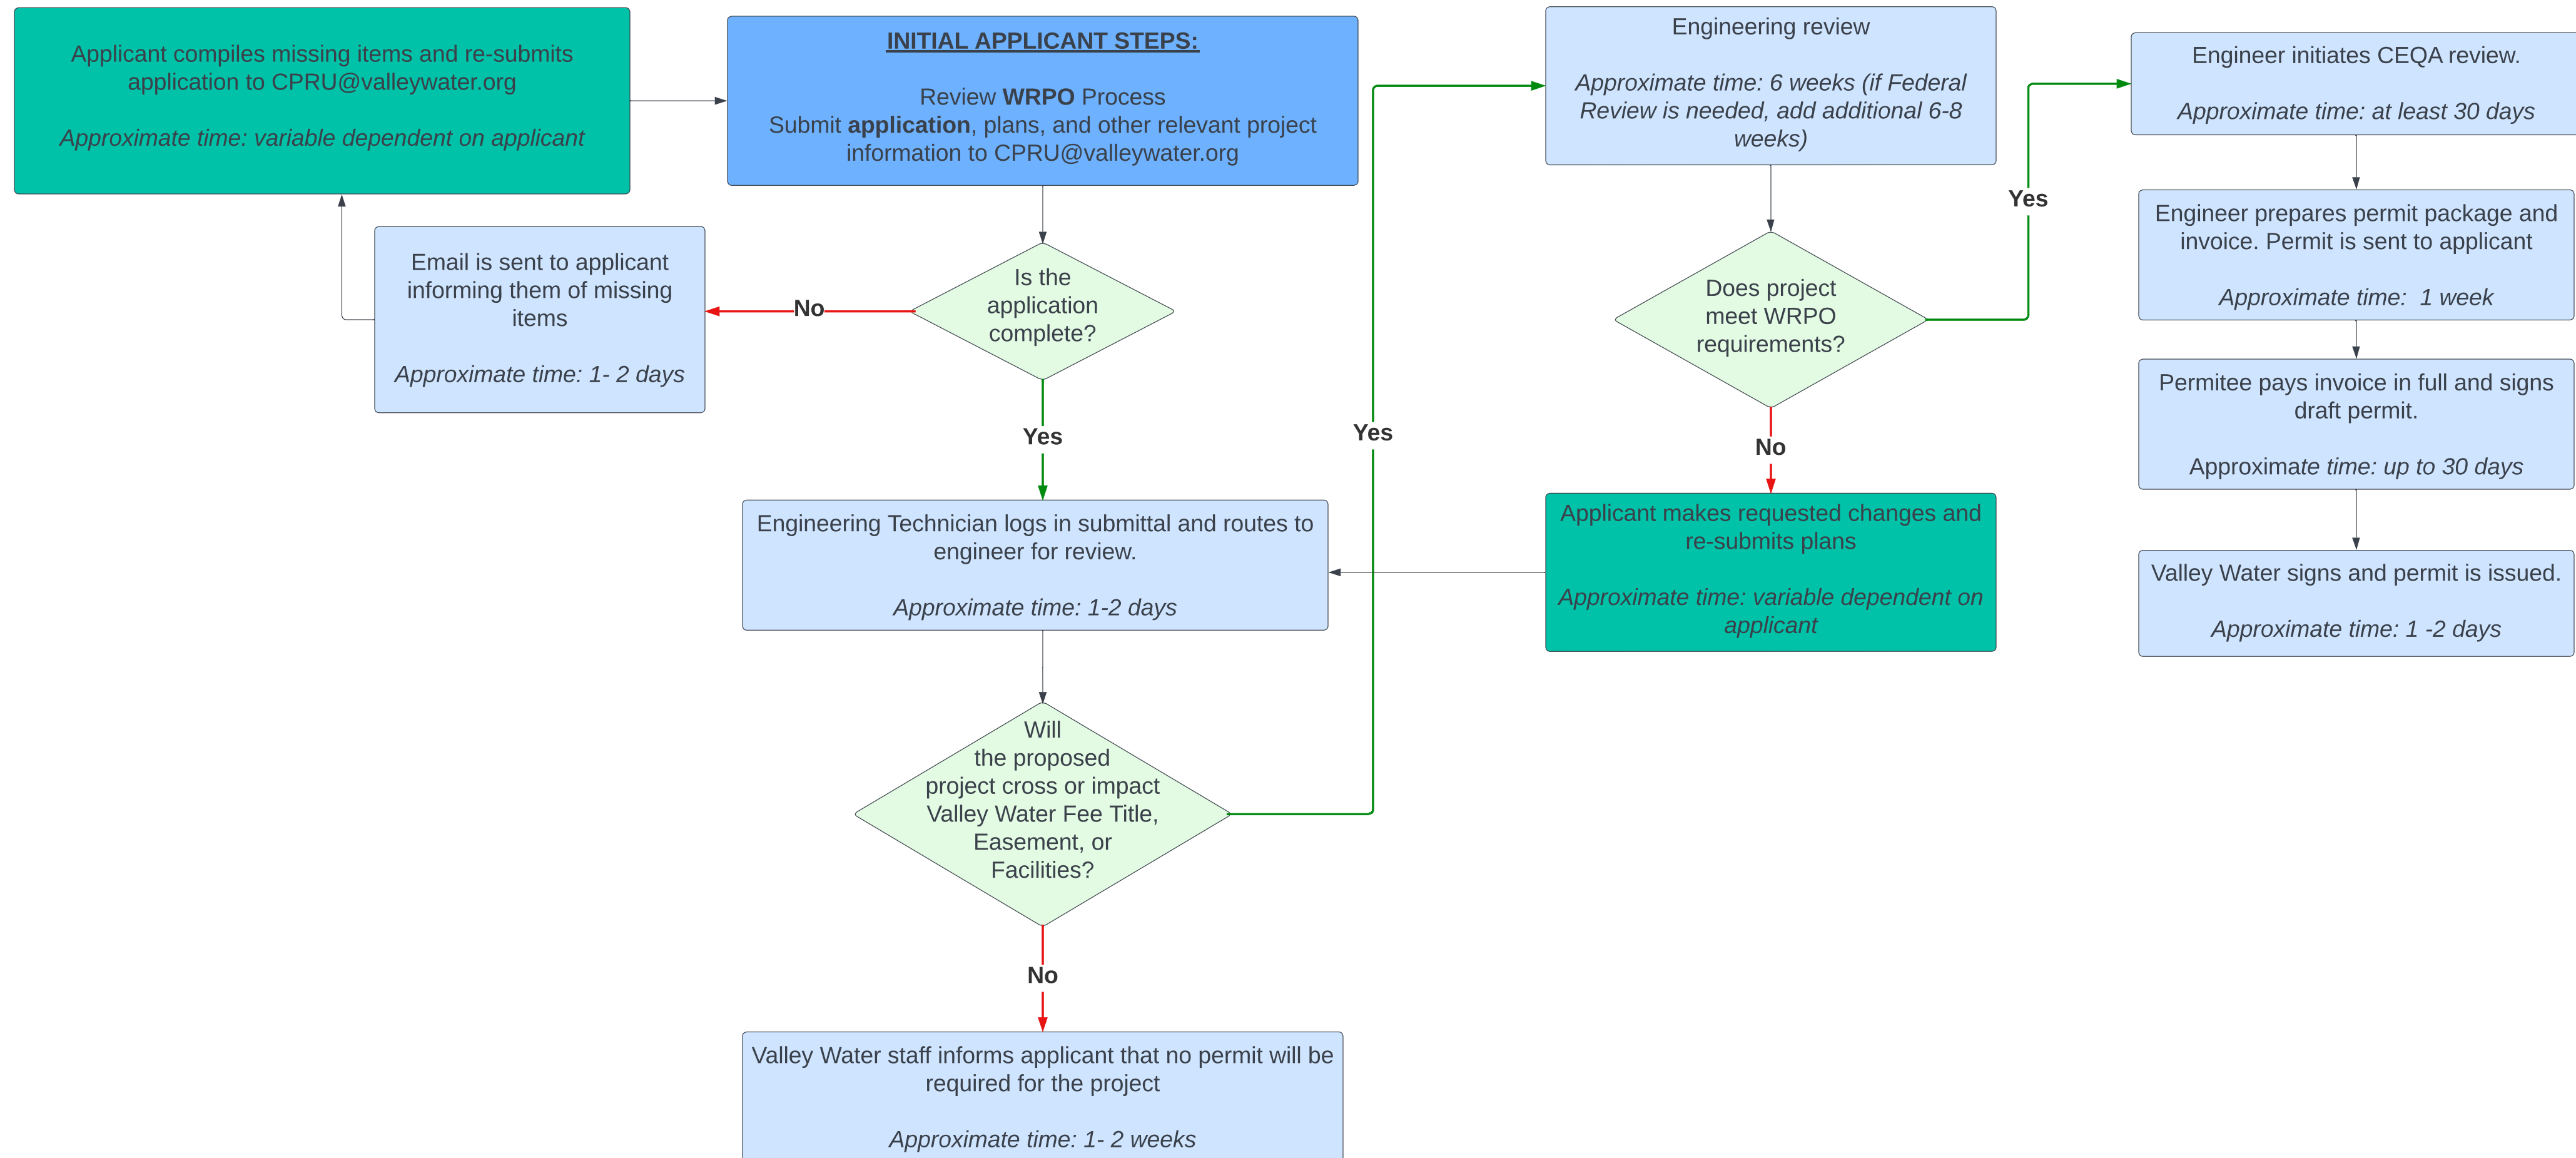 Applicant compiles missing items and re-submits
application to CPRU@valleywater.org
Approximate time: variable dependent on applicant
INITIAL APPLICANT STEPS:
Review WRPO Process
Submit application, plans, and other relevant project
information to CPRU@valleywater.org
Email is sent to applicant
informing them of missing
items
Approximate time: 1- 2 days
No
Is the
application
complete?
Yes
Engineering Technician logs in submittal and routes to
engineer for review.
Approximate time: 1-2 days
Will
the proposed
project cross or impact
Valley Water Fee Title,
Easement, or
Facilities?
No
Valley Water staff informs applicant that no permit will be
required for the project
Approximate time: 1- 2 weeks
Yes
Engineering review
Approximate time: 6 weeks (if Federal
Review is needed, add additional 6-8
weeks)
Does project
meet WRPO
requirements?
No
Applicant makes requested changes and
re-submits plans
Approximate time: variable dependent on
applicant
Yes
Engineer initiates CEQA review.
Approximate time: at least 30 days
Engineer prepares permit package and
invoice. Permit is sent to applicant
Approximate time:  1 week
Permitee pays invoice in full and signs
draft permit.
Approximate time: up to 30 days
Valley Water signs and permit is issued.
Approximate time: 1 -2 days